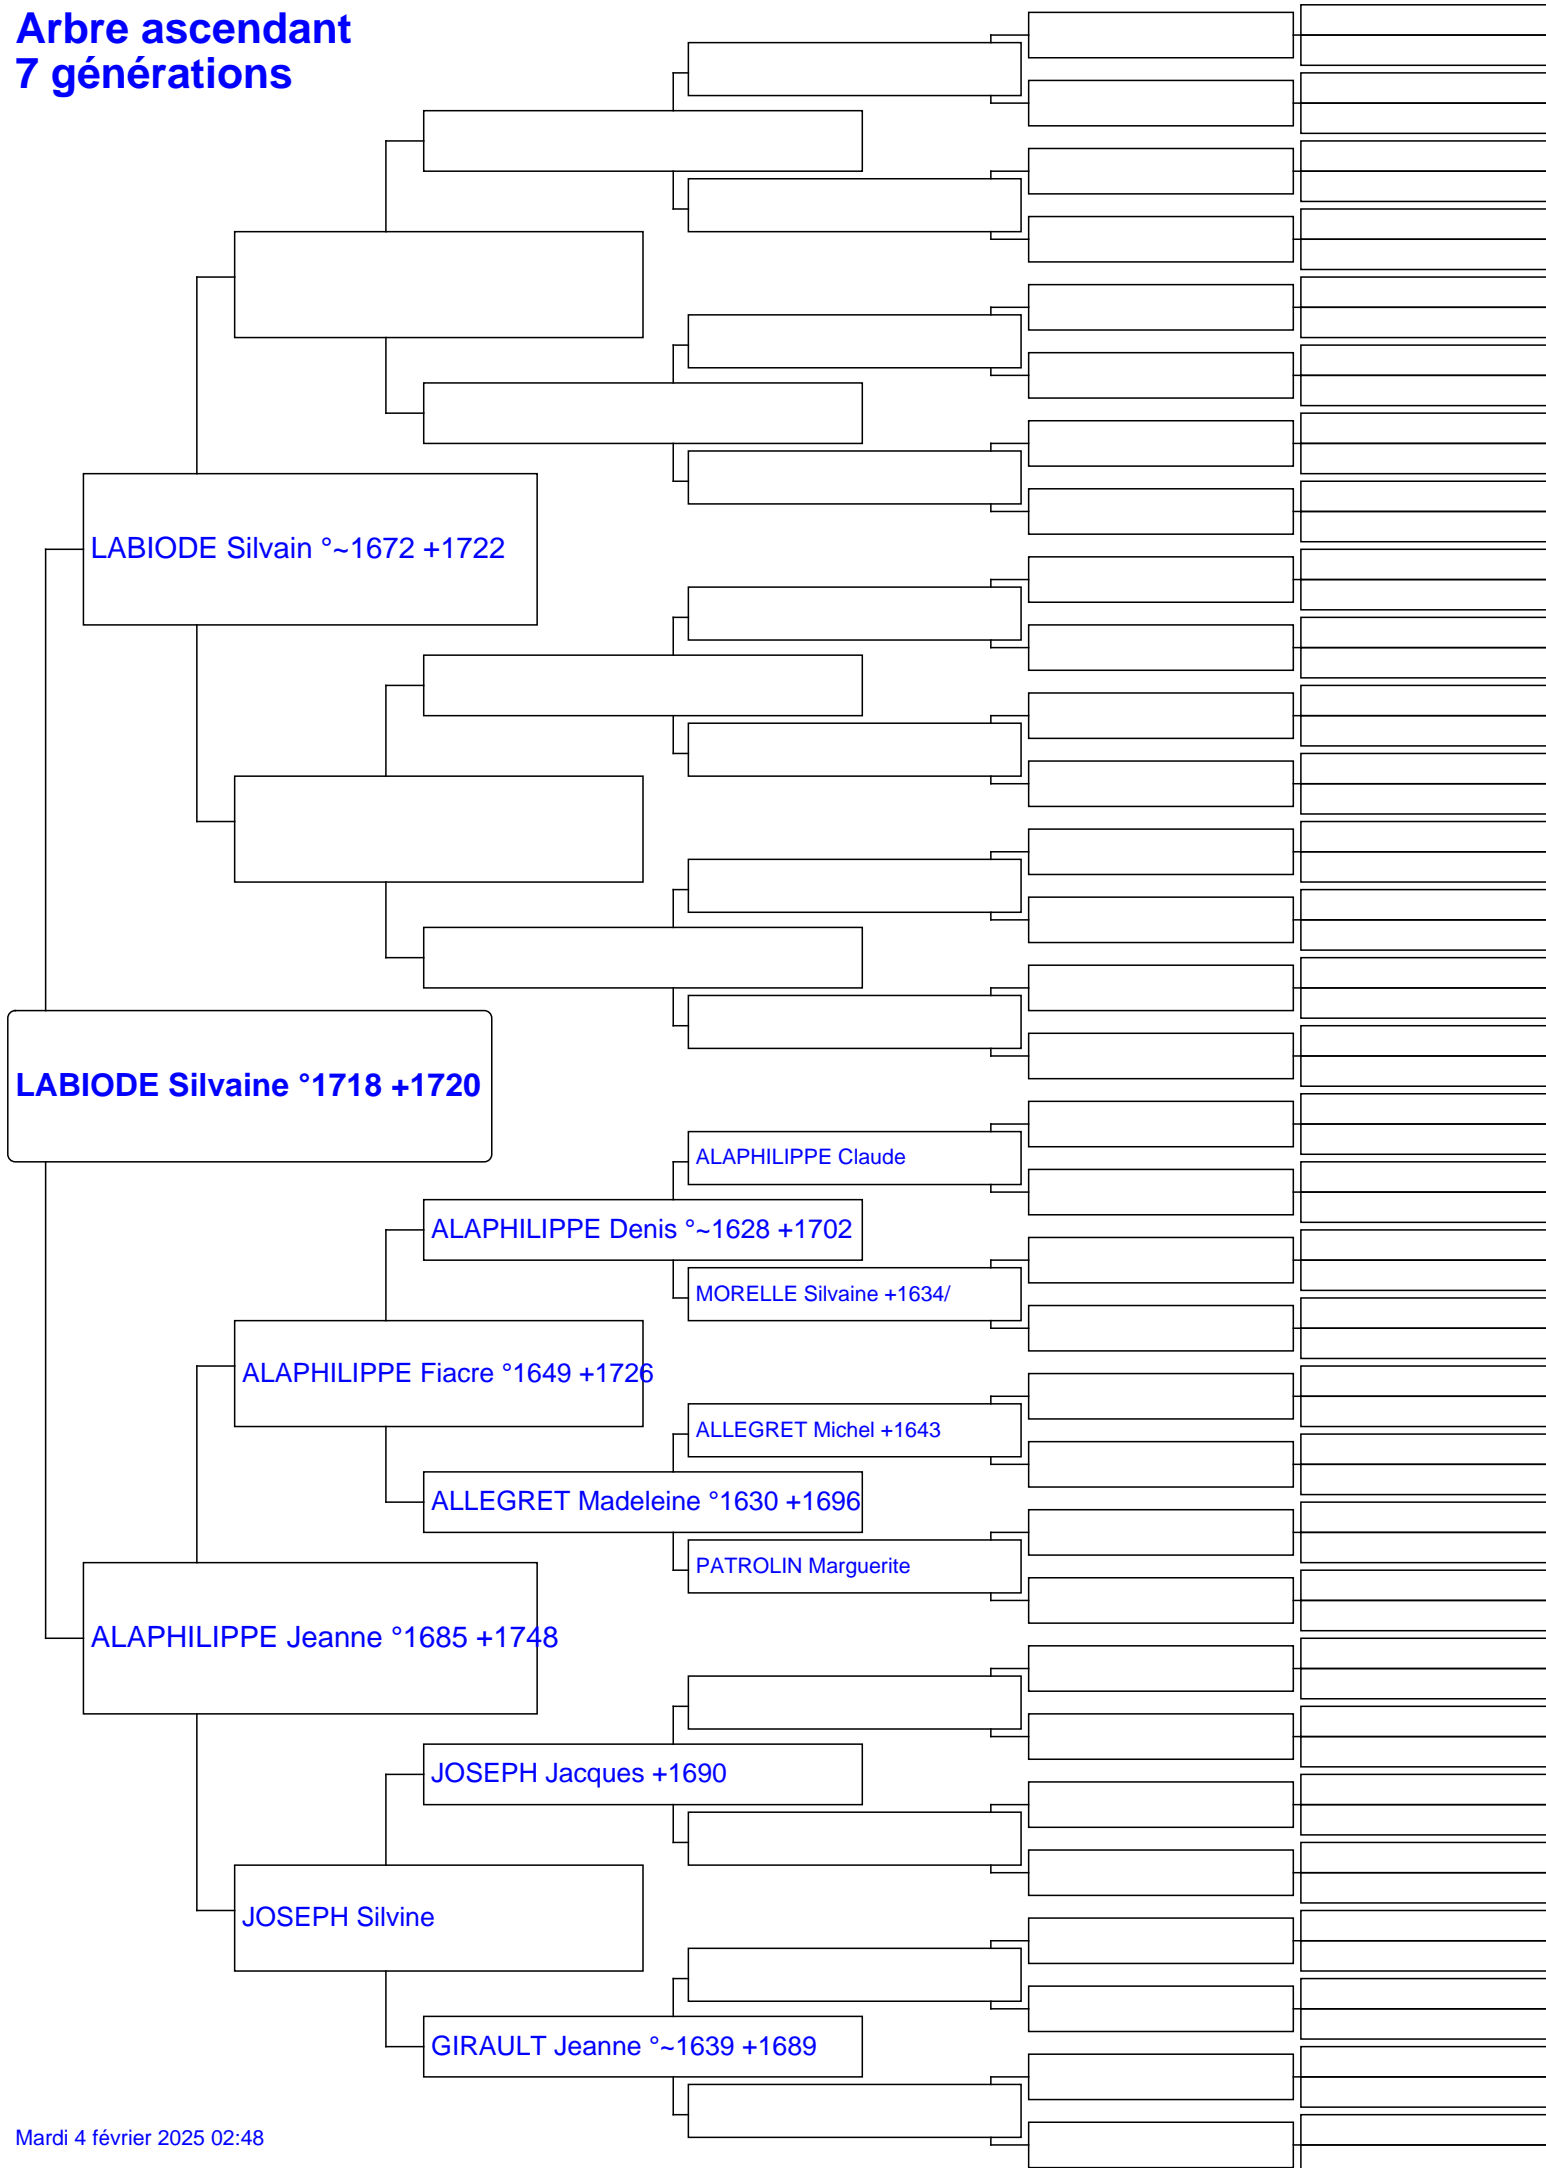 Arbre ascendant
7 générations
LABIODE Silvain °~1672 +1722
LABIODE Silvaine °1718 +1720
ALAPHILIPPE Claude
ALAPHILIPPE Denis °~1628 +1702
MORELLE Silvaine +1634/
ALAPHILIPPE Fiacre °1649 +1726
ALLEGRET Michel +1643
ALLEGRET Madeleine °1630 +1696
PATROLIN Marguerite
ALAPHILIPPE Jeanne °1685 +1748
JOSEPH Jacques +1690
JOSEPH Silvine
GIRAULT Jeanne °~1639 +1689
Mardi 4 février 2025 02:48